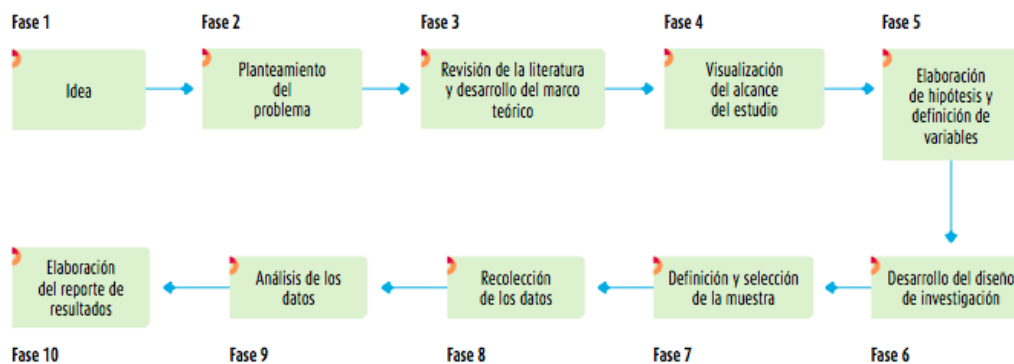 Fase 1
Idea
Fase 2
Planteamiento
del
problema
Fase 3
Revisión de la literatura
y desarrollo del marco
teórico
Fase 4
Visualización
del alcance
del estudio
Fase 5
Elaboración
de hipótesis y
definición de
variables
Desarrollo del diseño
de investigación
Fase 6
Definición y selección
de la muestra
Fase 7
Recolección
de los datos
Fase 8
Análisis de los
datos
Fase 9
Elaboración
del reporte de
resultados
Fase 10